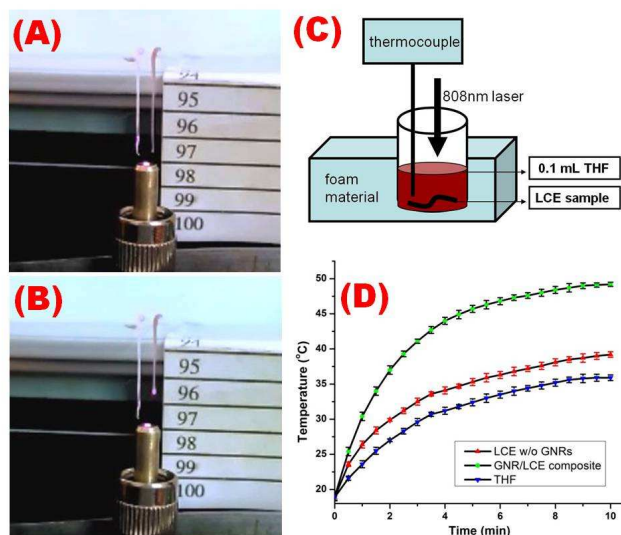 (A)
95
96
97
98
99
100
(B)
95
96
97
98
99
100
(C)
thermocouple
808nm laser
foam
material
0.1 mL THF
LCE sample
(D)
Temperature (°C)
50
45
40
35
30
25
20
LCE w/o GNRs
GNR/LCE composite
THF
0 2 4 6 8 10
Time (min)